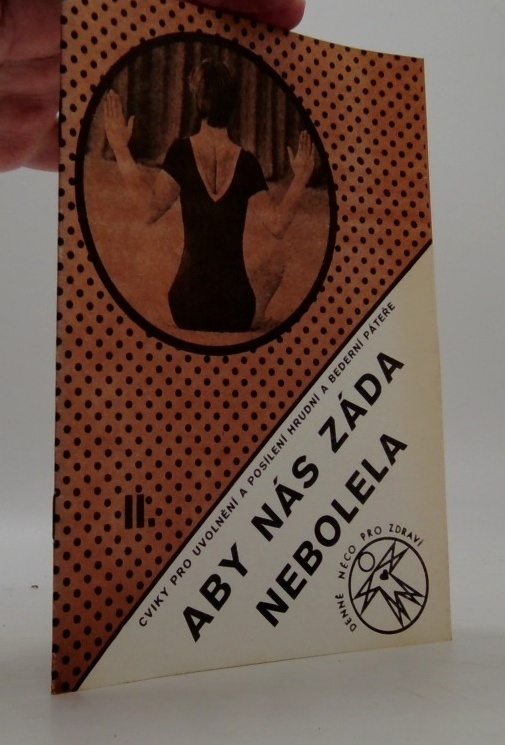 II.
CVIKY PRO UVOLNĚNÍ A POSÍLENÍ HRUDNÍ A BEDERNÍ PÁTEŘE
ABY NÁS ZÁDA
NEBOLELA
DENNĚ NĚCO PRO ZDRAVÍ